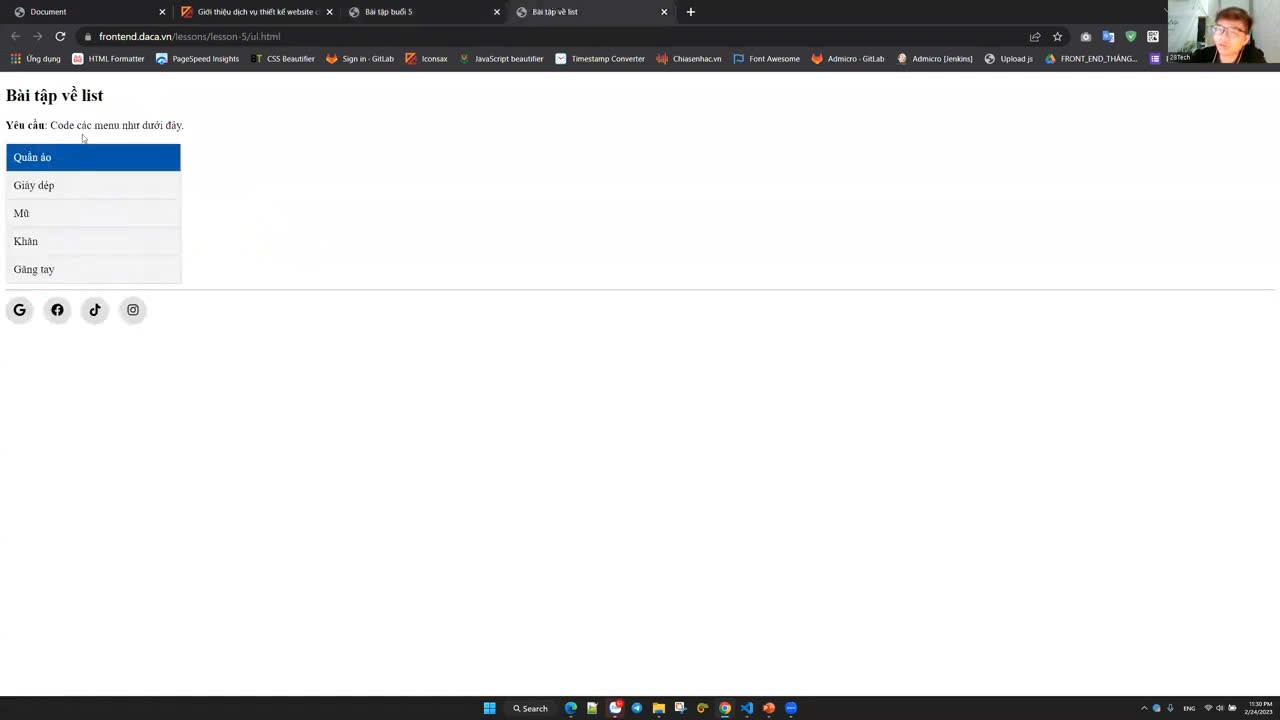 Document
Giới thiệu dịch vụ thiết kế website c
Bài tập buổi 5
Bài tập về list
frontend.daca.vn/lessons/lesson-5/ul.html
Ứng dụng
HTML Formatter
PageSpeed Insights
CSS Beautifier
Sign in · GitLab
Iconsax
JavaScript beautifier
Timestamp Converter
Chiasenhac.vn
Font Awesome
Admicro - GitLab
Admicro [Jenkins]
Upload js
FRONT_END_THÁNG...
28Tech
Bài tập về list
Yêu cầu: Code các menu như dưới đây.
Quần áo
Giày dép
Mũ
Khăn
Găng tay
Search
ENG
11:30 PM
2/24/2023